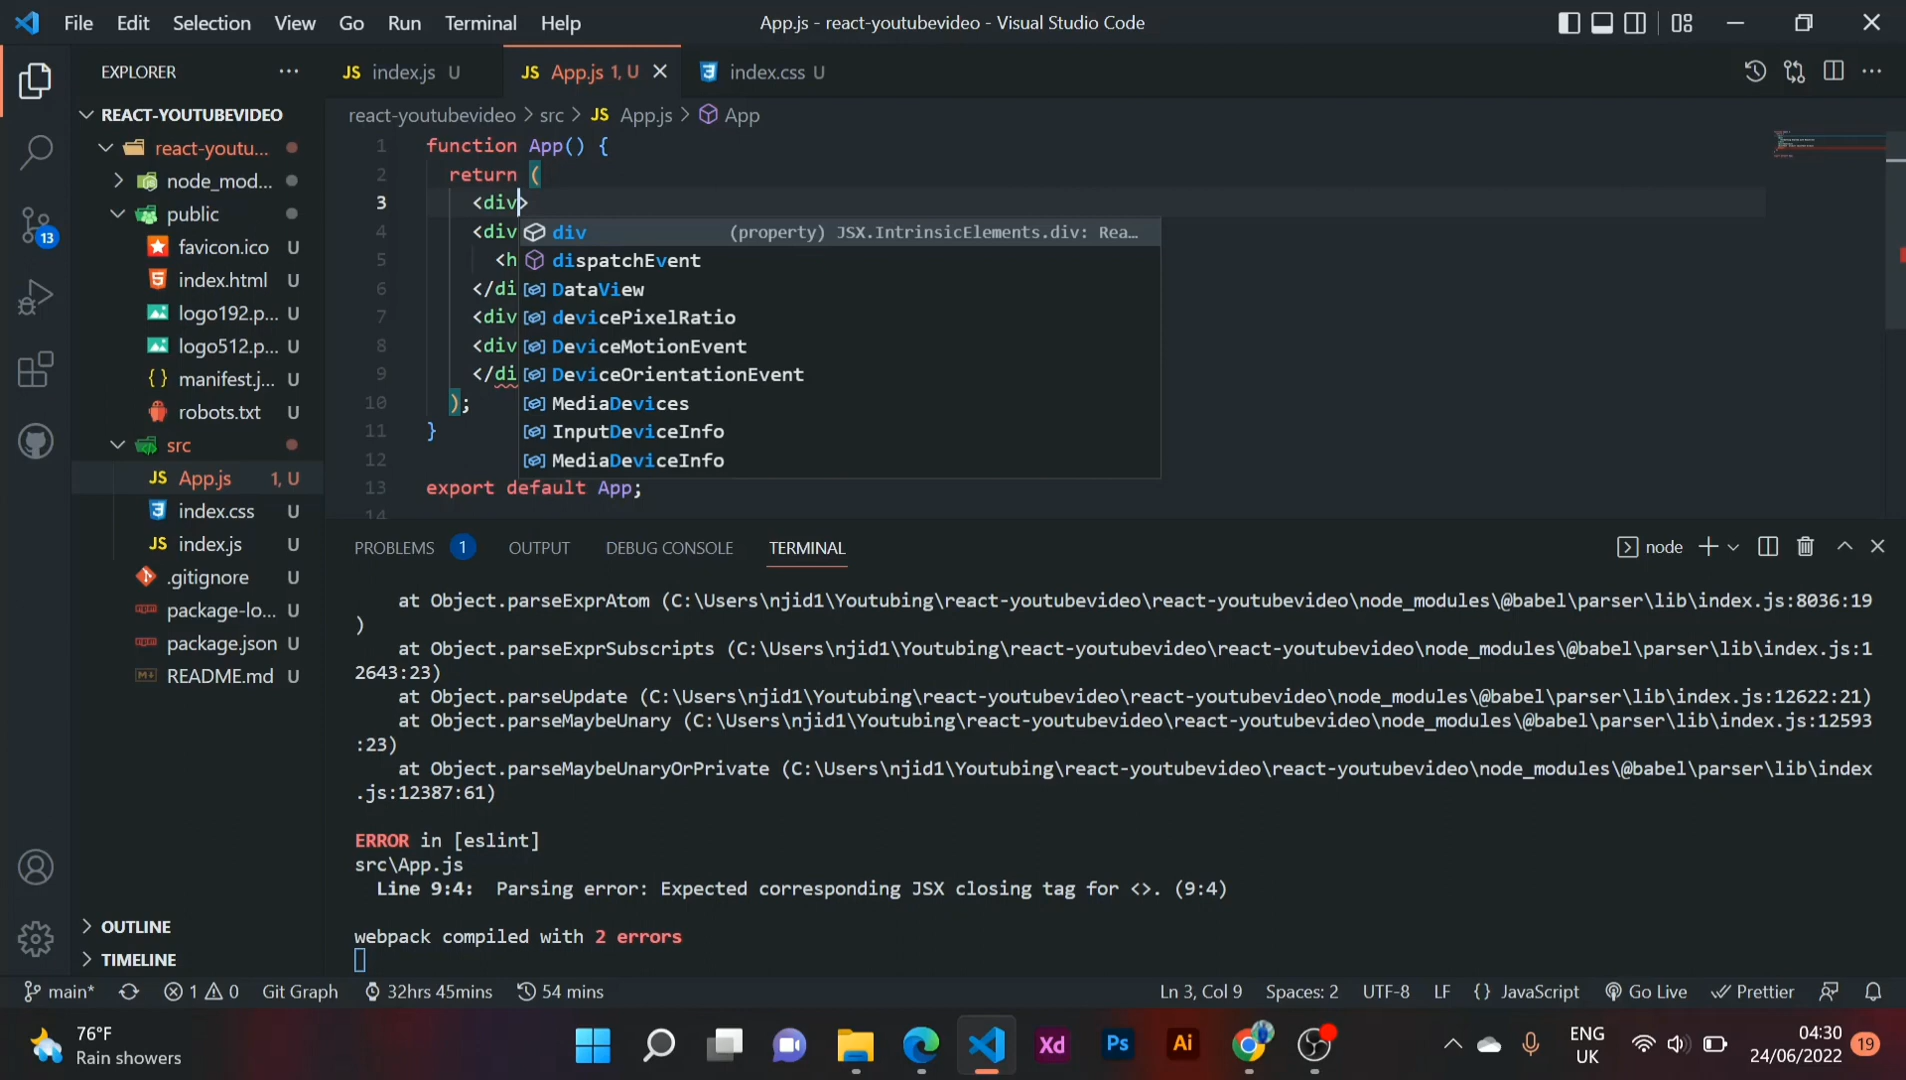 File Edit Selection View Go Run Terminal Help
App.js - react-youtubevideo - Visual Studio Code
EXPLORER
JS index.js U
JS App.js 1, U
index.css U
REACT-YOUTUBEVIDEO
react-youtu...
node_mod...
public
favicon.ico U
index.html U
logo192.p... U
logo512.p... U
manifest.j... U
robots.txt U
src
JS App.js 1, U
index.css U
JS index.js U
.gitignore U
package-lo... U
package.json U
README.md U
OUTLINE
TIMELINE
react-youtubevideo > src > JS App.js > App
1 function App() {
2 return (
3 <div>
4 <div
5 <h
6 </di
7 <div
8 <div
9 </di
10 );
11 }
12
13 export default App;
14
div (property) JSX.IntrinsicElements.div: Rea…
dispatchEvent
DataView
devicePixelRatio
DeviceMotionEvent
DeviceOrientationEvent
MediaDevices
InputDeviceInfo
MediaDeviceInfo
PROBLEMS 1 OUTPUT DEBUG CONSOLE TERMINAL
node
at Object.parseExprAtom (C:\Users\njid1\Youtubing\react-youtubevideo\react-youtubevideo\node_modules\@babel\parser\lib\index.js:8036:19
)
at Object.parseExprSubscripts (C:\Users\njid1\Youtubing\react-youtubevideo\react-youtubevideo\node_modules\@babel\parser\lib\index.js:1
2643:23)
at Object.parseUpdate (C:\Users\njid1\Youtubing\react-youtubevideo\react-youtubevideo\node_modules\@babel\parser\lib\index.js:12622:21)
at Object.parseMaybeUnary (C:\Users\njid1\Youtubing\react-youtubevideo\react-youtubevideo\node_modules\@babel\parser\lib\index.js:12593
:23)
at Object.parseMaybeUnaryOrPrivate (C:\Users\njid1\Youtubing\react-youtubevideo\react-youtubevideo\node_modules\@babel\parser\lib\index
.js:12387:61)
ERROR in [eslint]
src\App.js
Line 9:4: Parsing error: Expected corresponding JSX closing tag for <>. (9:4)
webpack compiled with 2 errors
13
main* 1 0 Git Graph 32hrs 45mins 54 mins
Ln 3, Col 9 Spaces: 2 UTF-8 LF {} JavaScript Go Live Prettier
76°F
Rain showers
Xd Ps Ai
ENG
UK
04:30
24/06/2022
19